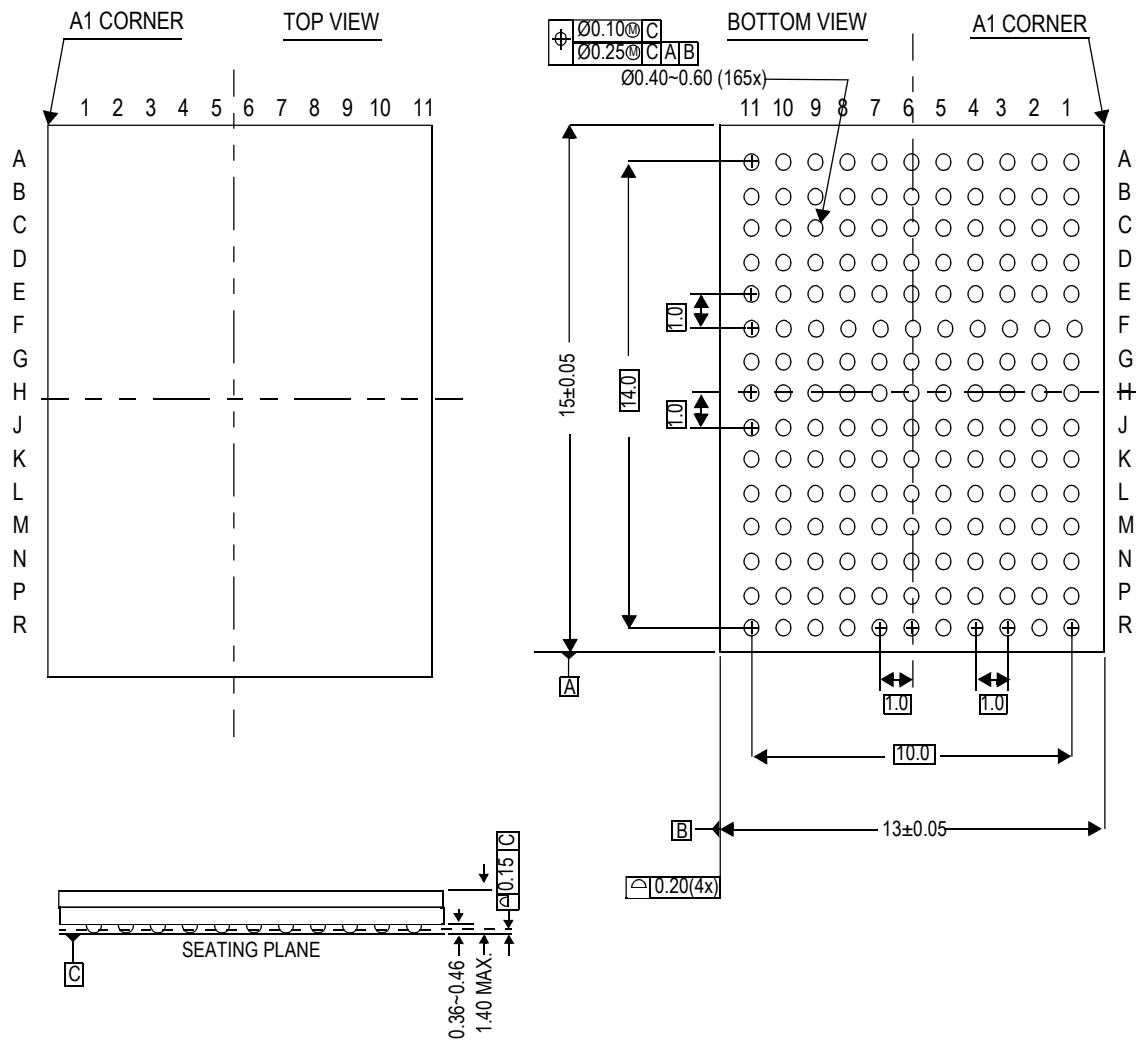 A1 CORNER
TOP VIEW
1 2 3 4 5 6 7 8 9 10 11
A
B
C
D
E
F
G
H
J
K
L
M
N
P
R
Ø0.10Ⓜ C
Ø0.25Ⓜ C A B
Ø0.40~0.60 (165x)
BOTTOM VIEW
A1 CORNER
11 10 9 8 7 6 5 4 3 2 1
A
B
C
D
E
F
G
H
J
K
L
M
N
P
R
15±0.05
14.0
1.0
1.0
A
1.0
1.0
10.0
B
13±0.05
0.20(4x)
0.15 C
SEATING PLANE
C
0.36~0.46
1.40 MAX.